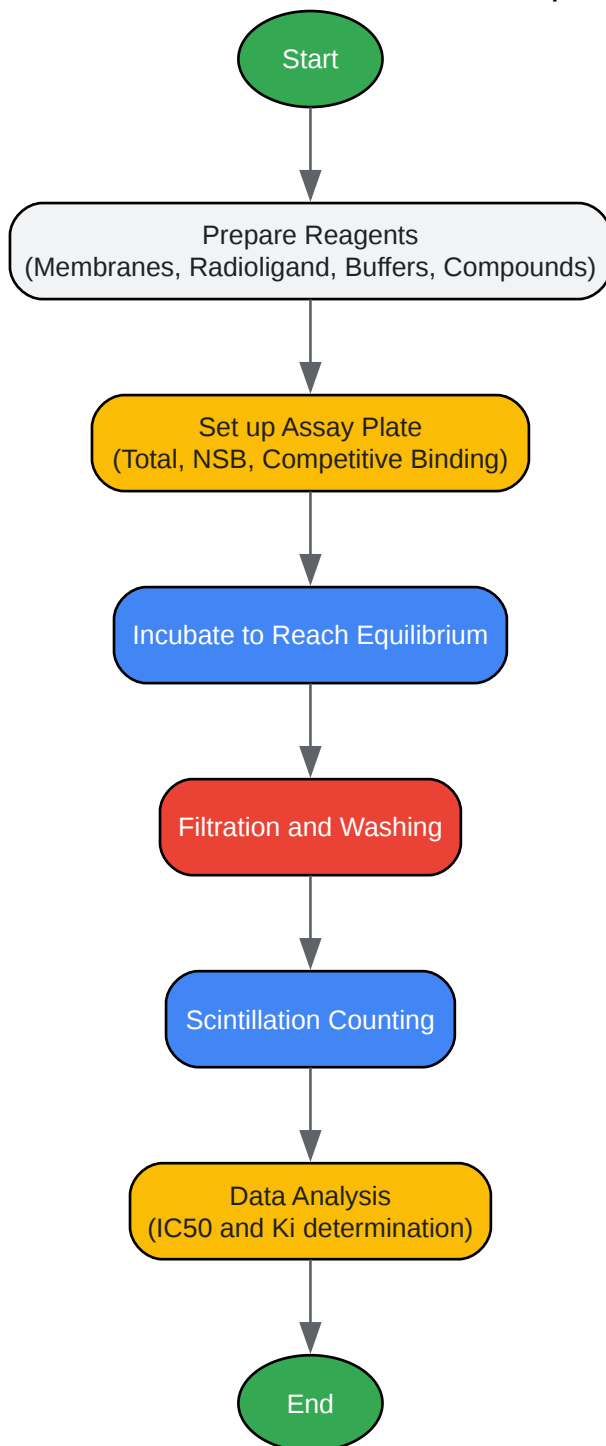 Start
Prepare Reagents
(Membranes, Radioligand, Buffers, Compounds)
Set up Assay Plate
(Total, NSB, Competitive Binding)
Incubate to Reach Equilibrium
Filtration and Washing
Scintillation Counting
Data Analysis
(IC50 and Ki determination)
End